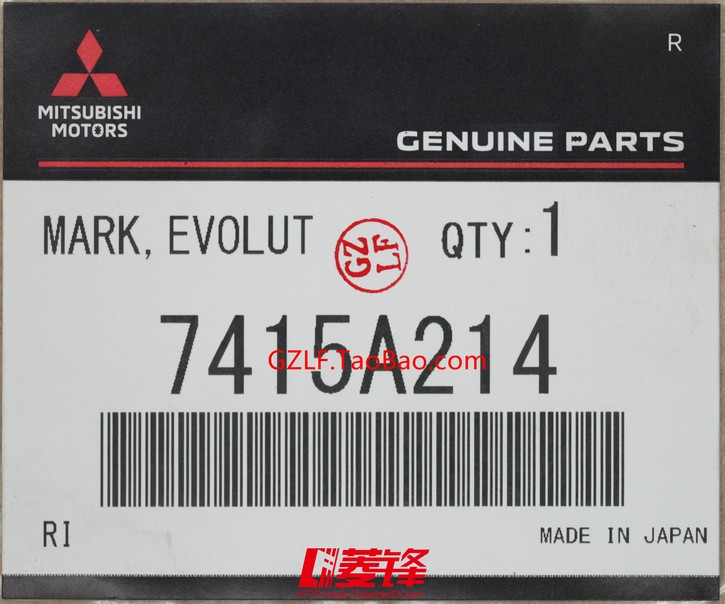 R
MITSUBISHI
MOTORS
GENUINE PARTS
MARK, EVOLUT
GZ
LF
QTY:1
7415A214
GZLF.TaoBao.com
RI
MADE IN JAPAN
菱锋